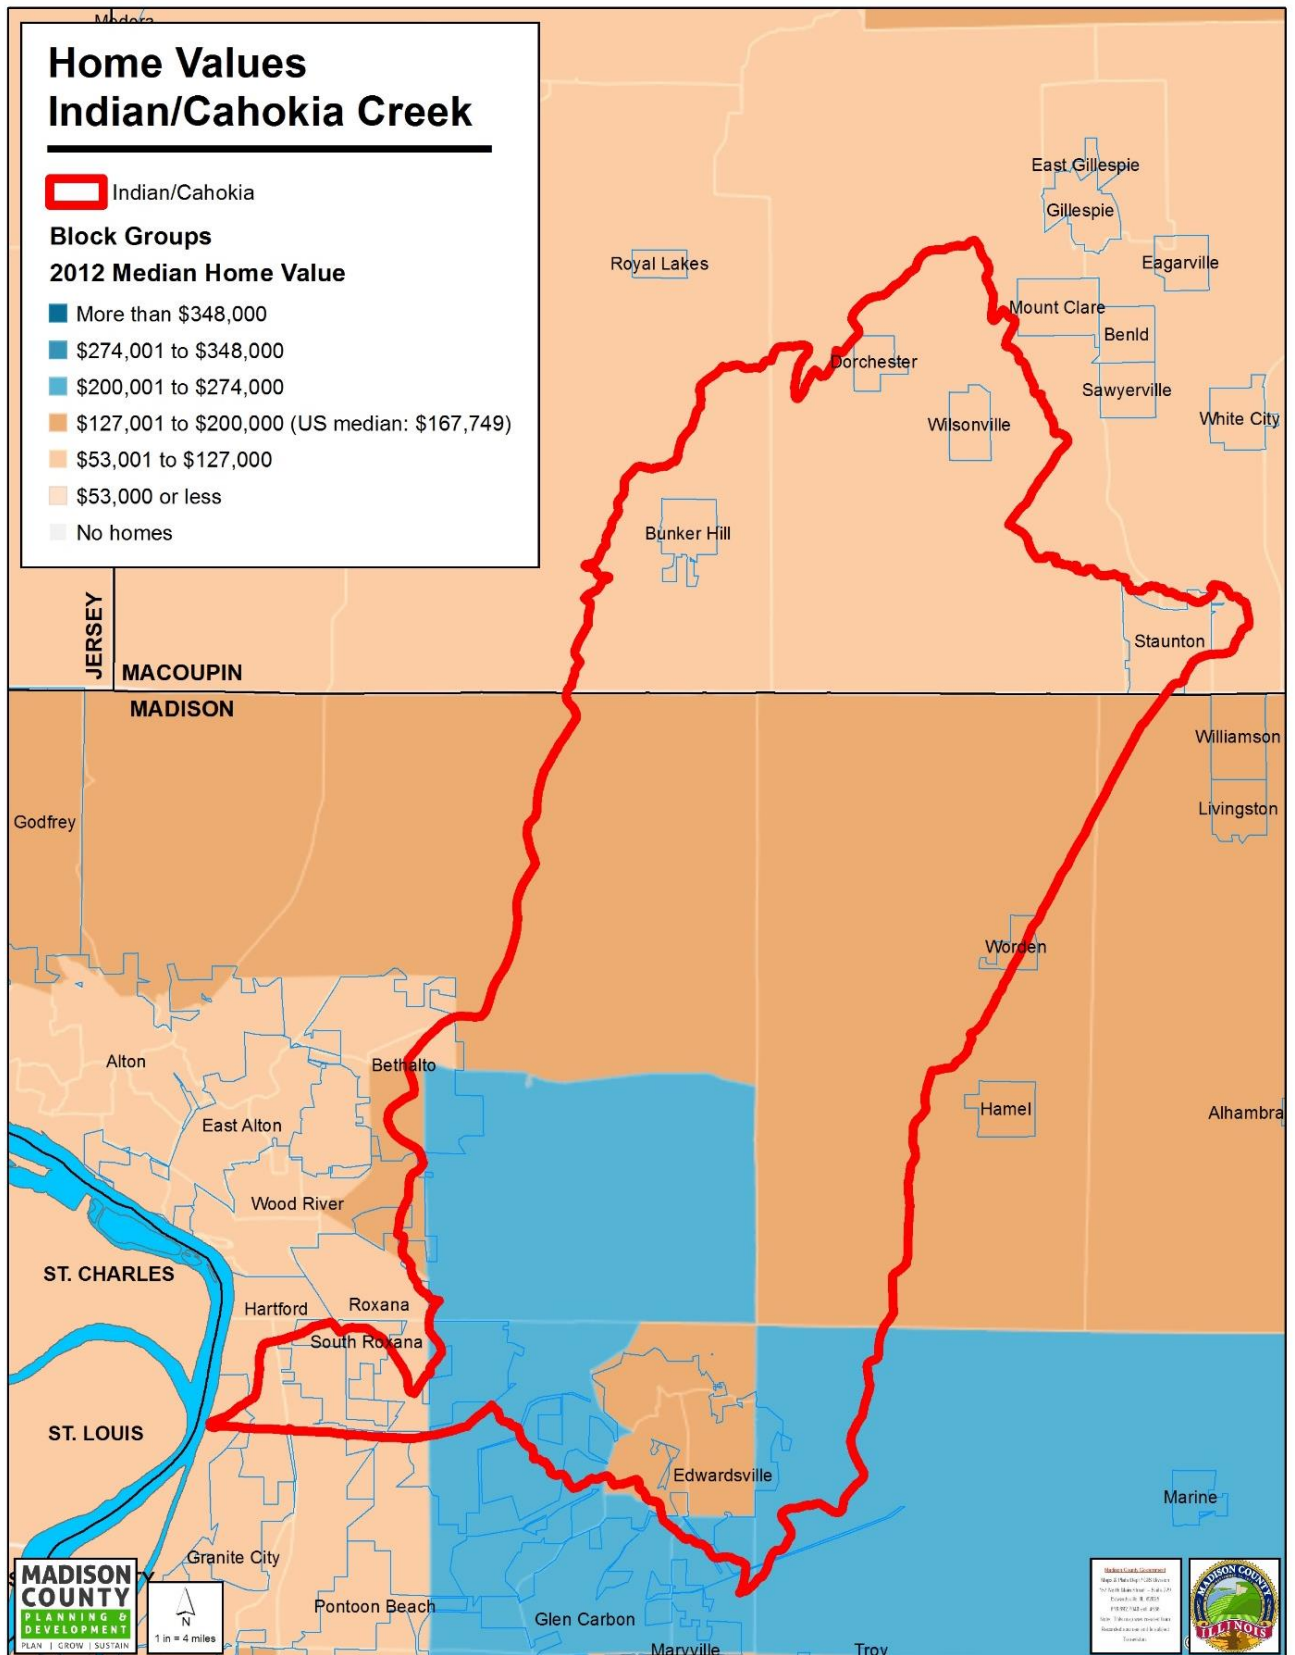 Medora
Home Values
Indian/Cahokia Creek
Indian/Cahokia
Block Groups
2012 Median Home Value
More than $348,000
$274,001 to $348,000
$200,001 to $274,000
$127,001 to $200,000 (US median: $167,749)
$53,001 to $127,000
$53,000 or less
No homes
East Gillespie
Gillespie
Royal Lakes
Eagarville
Mount Clare
Benld
Dorchester
Sawyerville
Wilsonville
White City
Bunker Hill
JERSEY
Staunton
MACOUPIN
MADISON
Williamson
Livingston
Godfrey
Worden
Alton
Bethalto
Hamel
Alhambra
East Alton
Wood River
ST. CHARLES
Hartford
Roxana
South Roxana
ST. LOUIS
Edwardsville
Marine
Granite City
Pontoon Beach
Glen Carbon
Maryville
Troy
MADISON
COUNTY
PLANNING &
DEVELOPMENT
PLAN | GROW | SUSTAIN
N
1 in = 4 miles
Madison County Government
MADISON COUNTY
ILLINOIS